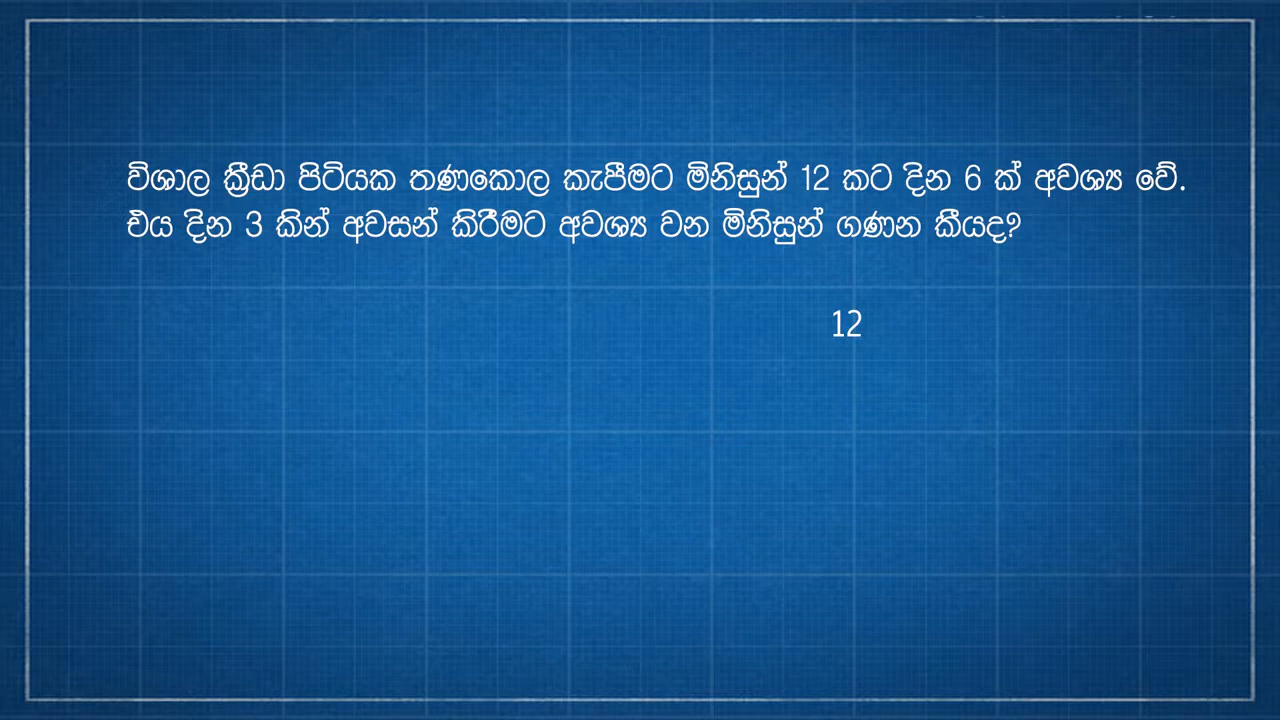 විශාල ක්‍රීඩා පිටියක තණකොල කැපීමට මිනිසුන් 12 කට දින 6 ක් අවශ්‍ය වේ.
එය දින 3 කින් අවසන් කිරීමට අවශ්‍ය වන මිනිසුන් ගණන කීයද?
12